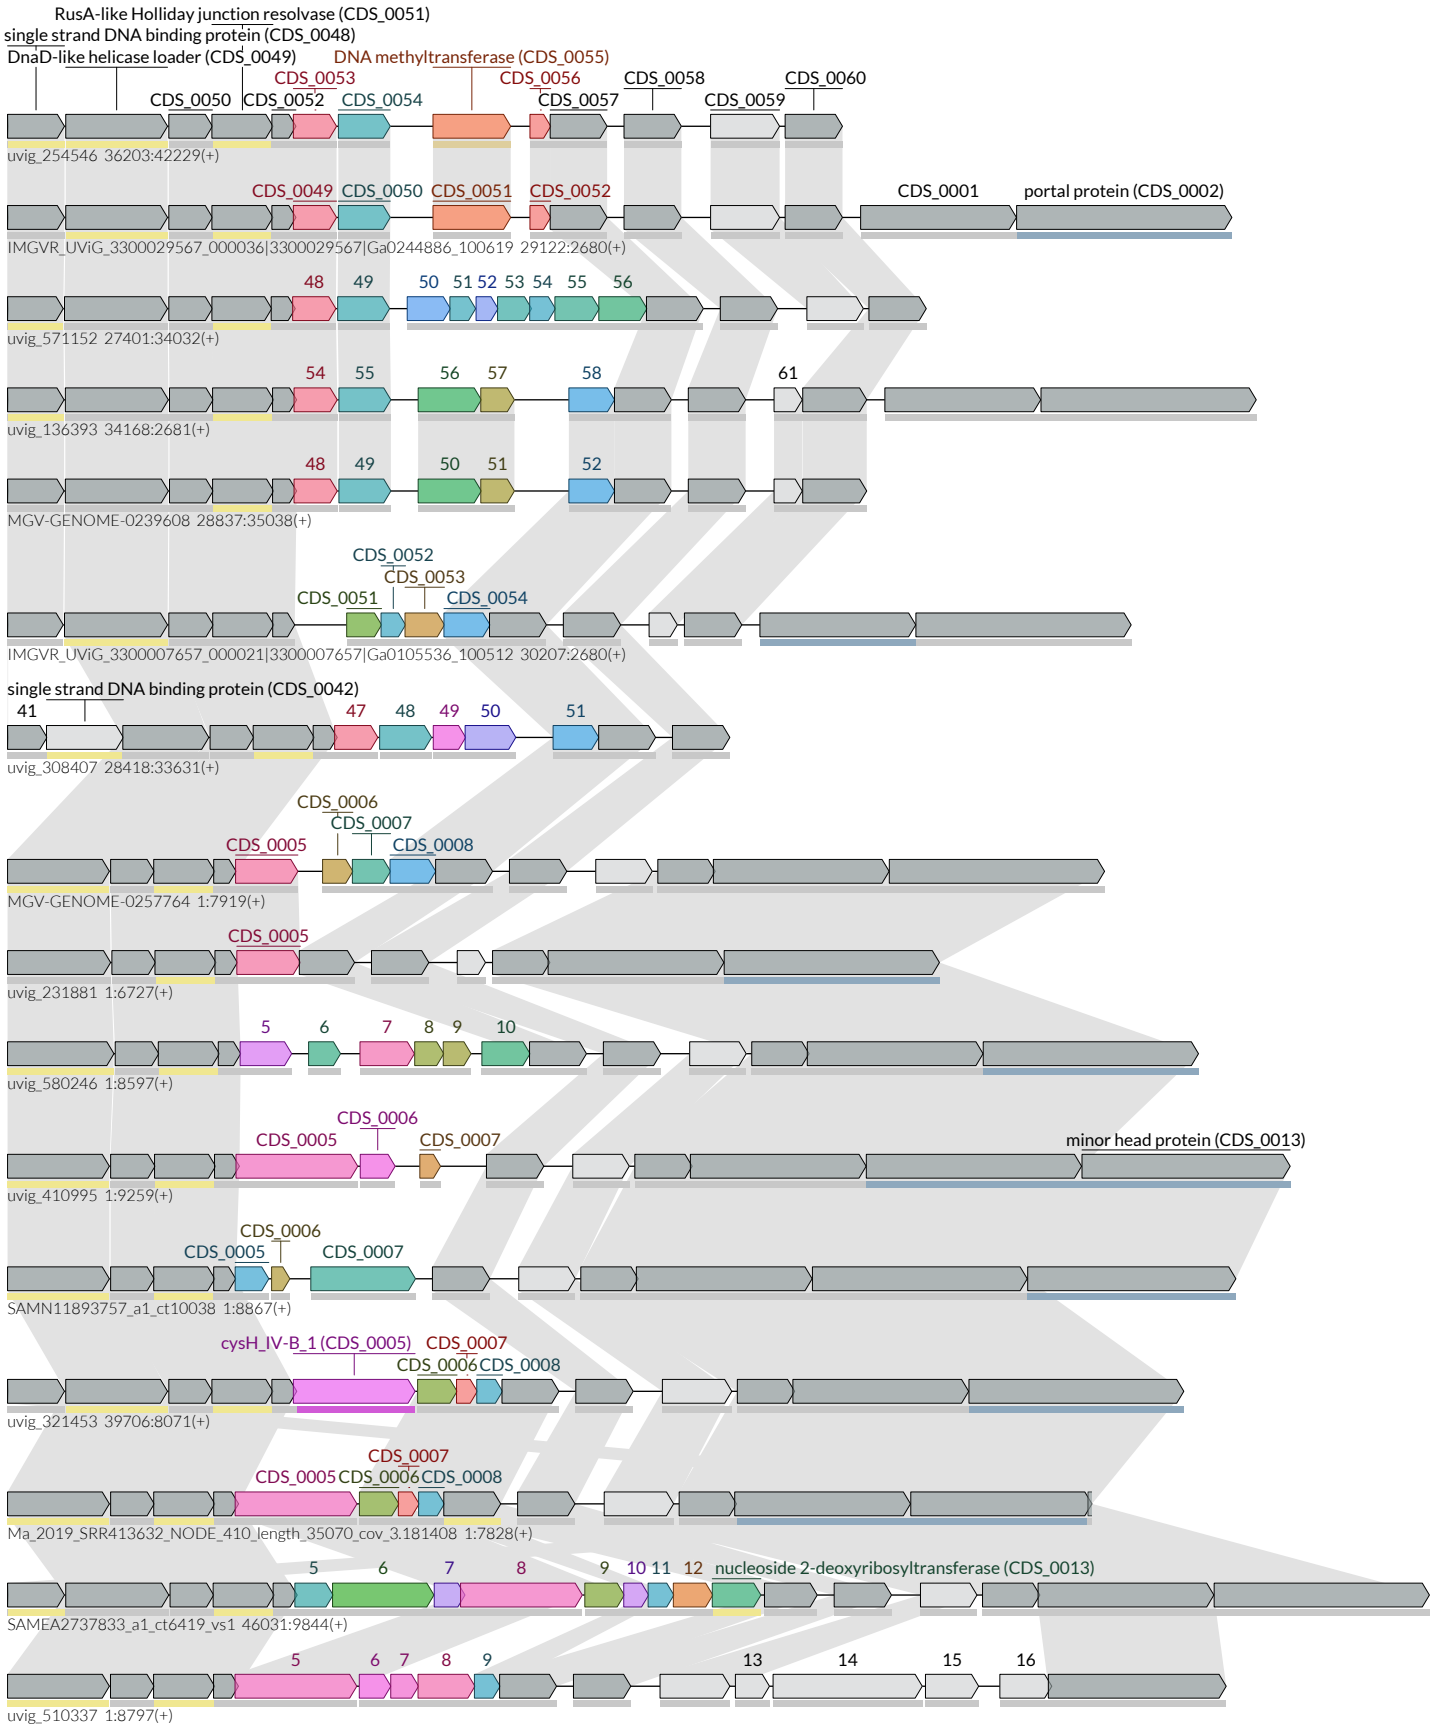 RusA-like Holliday junction resolvase (CDS_0051)
single strand DNA binding protein (CDS_0048)
DnaD-like helicase loader (CDS_0049) DNA methyltransferase (CDS_0055)
CDS_0053 CDS_0056 CDS_0058 CDS_0060
CDS_0050 CDS_0052 CDS_0054 CDS_0057 CDS_0059
uvig_254546 36203:42229(+)
CDS_0049 CDS_0050 CDS_0051 CDS_0052 CDS_0001 portal protein (CDS_0002)
IMGVR_UViG_3300029567_000036|3300029567|Ga0244886_100619 29122:2680(+)
48 49 50 51 52 53 54 55 56
uvig_571152 27401:34032(+)
54 55 56 57 58 61
uvig_136393 34168:2681(+)
48 49 50 51 52
MGV-GENOME-0239608 28837:35038(+)
CDS_0052
CDS_0053
CDS_0051 CDS_0054
IMGVR_UViG_3300007657_000021|3300007657|Ga0105536_100512 30207:2680(+)
single strand DNA binding protein (CDS_0042)
41 47 48 49 50 51
uvig_308407 28418:33631(+)
CDS_0006
CDS_0007
CDS_0005 CDS_0008
MGV-GENOME-0257764 1:7919(+)
CDS_0005
uvig_231881 1:6727(+)
5 6 7 8 9 10
uvig_580246 1:8597(+)
CDS_0006
CDS_0005 CDS_0007 minor head protein (CDS_0013)
uvig_410995 1:9259(+)
CDS_0006
CDS_0005 CDS_0007
SAMN11893757_a1_ct10038 1:8867(+)
cysH_IV-B_1 (CDS_0005) CDS_0007
CDS_0006 CDS_0008
uvig_321453 39706:8071(+)
CDS_0007
CDS_0005 CDS_0006 CDS_0008
Ma_2019_SRR413632_NODE_410_length_35070_cov_3.181408 1:7828(+)
5 6 7 8 9 10 11 12 nucleoside 2-deoxyribosyltransferase (CDS_0013)
SAMEA2737833_a1_ct6419_vs1 46031:9844(+)
5 6 7 8 9 13 14 15 16
uvig_510337 1:8797(+)